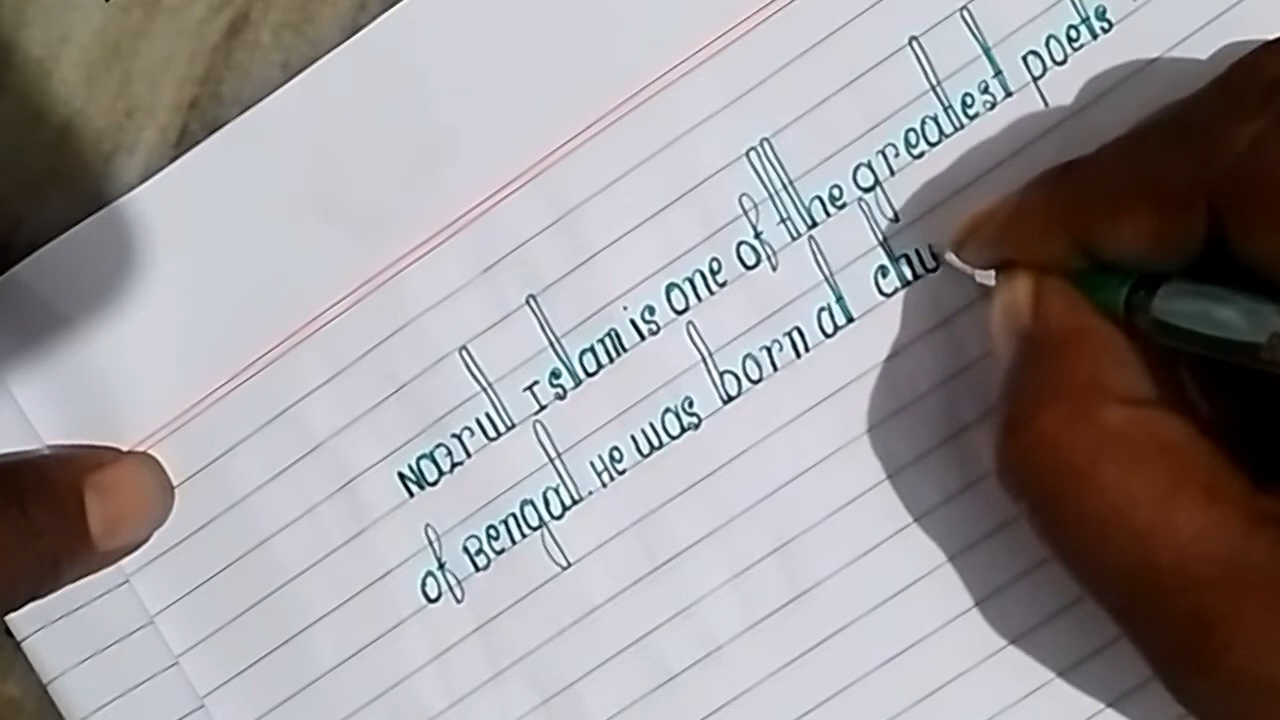 Nazrul Islam is one of the greatest poets
of Bengal. He was born at chu